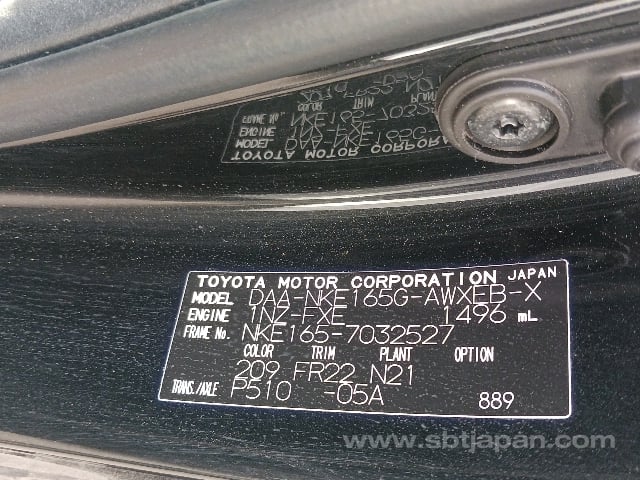 TOYOTA MOTOR CORPORATION JAPAN
MODEL DAA-NKE165G-AWXEB-X
ENGINE 1NZ-FXE 1496 mL
FRAME No. NKE165-7032527
COLOR TRIM PLANT OPTION
209 FR22 N21
TRANS./AXLE P510 -05A 889
www.sbtjapan.com